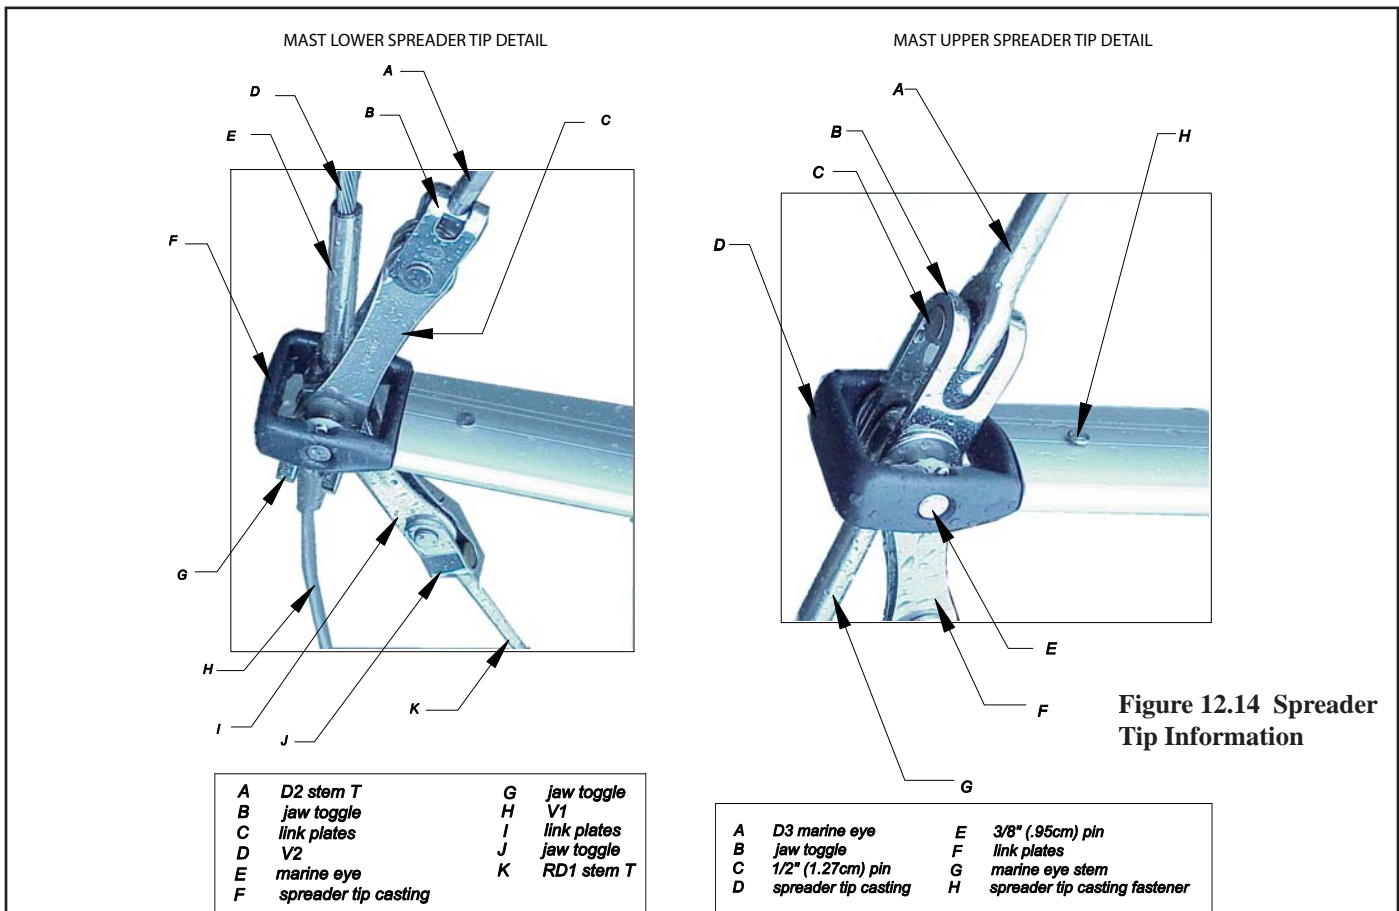 MAST LOWER SPREADER TIP DETAIL
A
D
B
C
E
F
G
H
I
J
K
A D2 stem T
B jaw toggle
C link plates
D V2
E marine eye
F spreader tip casting
G jaw toggle
H V1
I link plates
J jaw toggle
K RD1 stem T
MAST UPPER SPREADER TIP DETAIL
A
B
H
C
D
E
F
G
A D3 marine eye
B jaw toggle
C 1/2" (1.27cm) pin
D spreader tip casting
E 3/8" (.95cm) pin
F link plates
G marine eye stem
H spreader tip casting fastener
Figure 12.14 Spreader
Tip Information